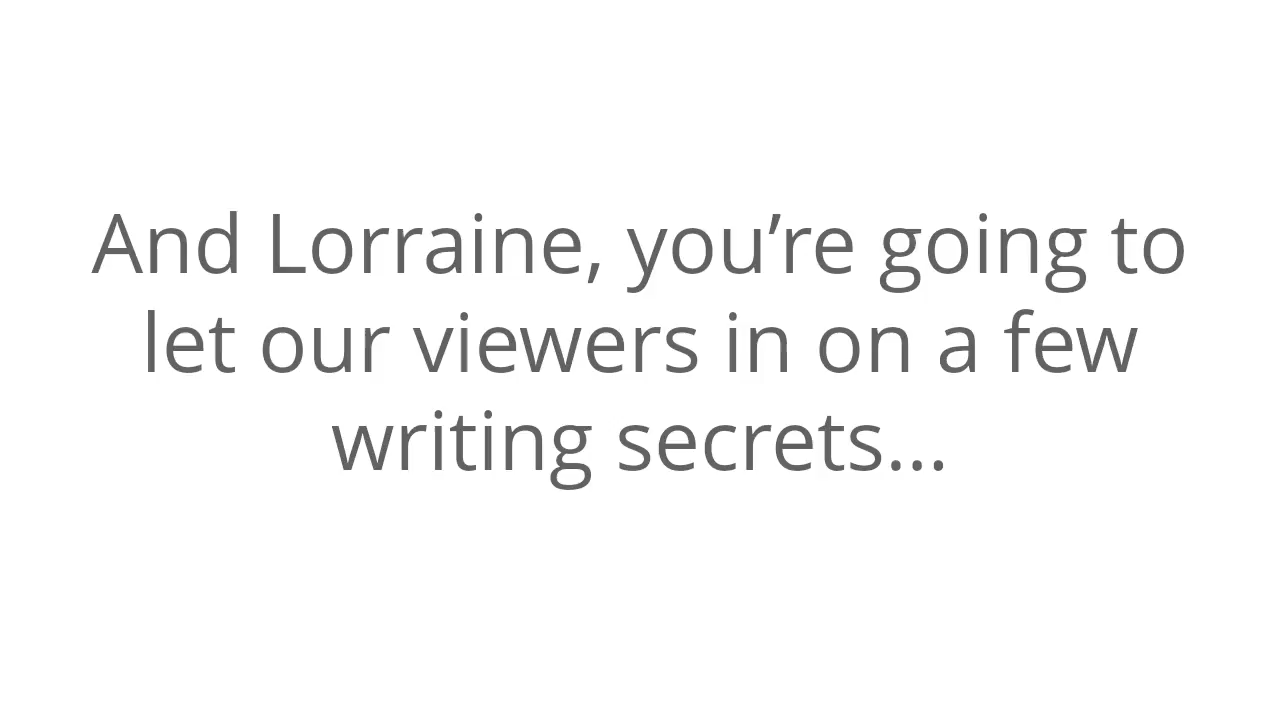 And Lorraine, you’re going to
let our viewers in on a few
writing secrets...